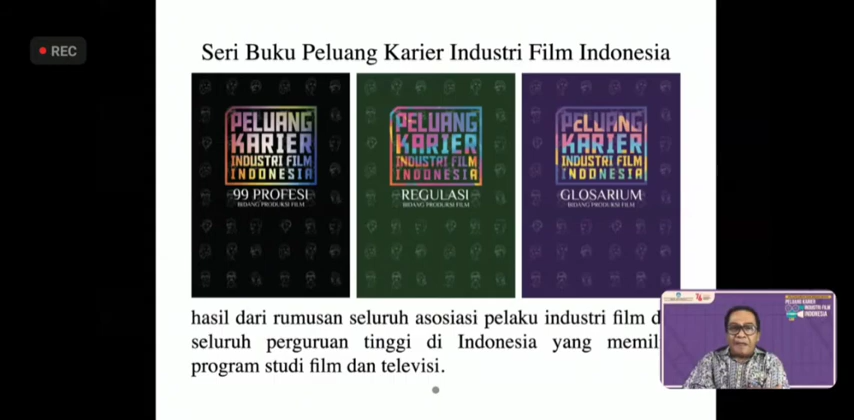 REC
Seri Buku Peluang Karier Industri Film Indonesia
PELUANG
KARIER
INDUSTRI FILM
INDONESIA
99 PROFESI
BIDANG PRODUKSI FILM
PELUANG
KARIER
INDUSTRI FILM
INDONESIA
REGULASI
BIDANG PRODUKSI FILM
PELUANG
KARIER
INDUSTRI FILM
INDONESIA
GLOSARIUM
BIDANG PRODUKSI FILM
hasil dari rumusan seluruh asosiasi pelaku industri film d
seluruh perguruan tinggi di Indonesia yang memil
program studi film dan televisi.
PELUANG KARIER
INDUSTRI FILM
INDONESIA